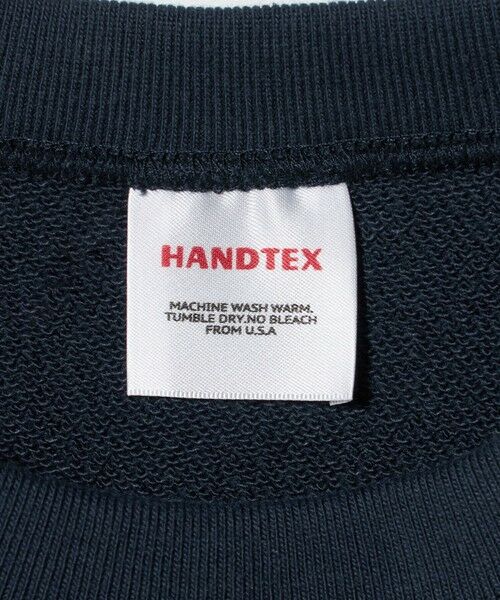 HANDTEX
MACHINE WASH WARM.
TUMBLE DRY.NO BLEACH
FROM U.S.A